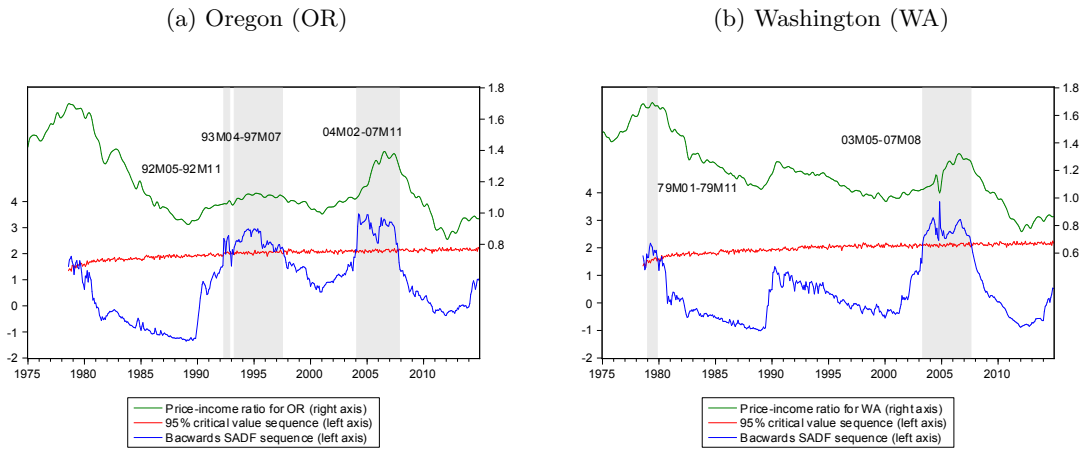 (a) Oregon (OR)
(b) Washington (WA)
1.8
1.6
1.4
1.2
1.0
0.8
4
3
2
1
0
-1
-2
93M04-97M07
04M02-07M11
92M05-92M11
1975 1980 1985 1990 1995 2000 2005 2010
Price-income ratio for OR (right axis)
95% critical value sequence (left axis)
Bacwards SADF sequence (left axis)
1.8
1.6
1.4
1.2
1.0
0.8
0.6
4
3
2
1
0
-1
-2
03M05-07M08
79M01-79M11
1975 1980 1985 1990 1995 2000 2005 2010
Price-income ratio for WA (right axis)
95% critical value sequence (left axis)
Bacwards SADF sequence (left axis)